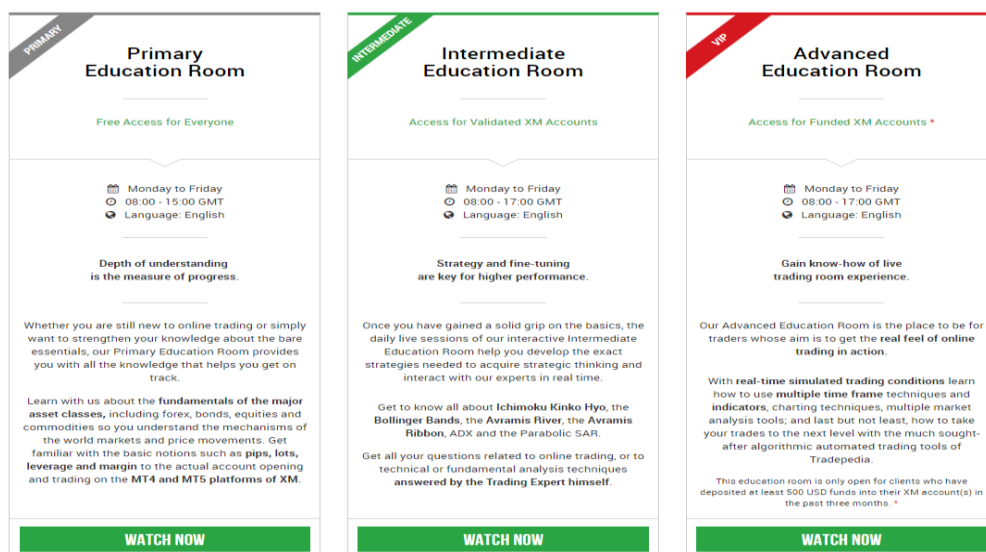 PRIMARY
Primary
Education Room
Free Access for Everyone
Monday to Friday
08:00 - 15:00 GMT
Language: English
Depth of understanding
is the measure of progress.
Whether you are still new to online trading or simply
want to strengthen your knowledge about the bare
essentials, our Primary Education Room provides
you with all the knowledge that helps you get on
track.
Learn with us about the fundamentals of the major
asset classes, including forex, bonds, equities and
commodities so you understand the mechanisms of
the world markets and price movements. Get
familiar with the basic notions such as pips, lots,
leverage and margin to the actual account opening
and trading on the MT4 and MT5 platforms of XM.
WATCH NOW
INTERMEDIATE
Intermediate
Education Room
Access for Validated XM Accounts
Monday to Friday
08:00 - 17:00 GMT
Language: English
Strategy and fine-tuning
are key for higher performance.
Once you have gained a solid grip on the basics, the
daily live sessions of our interactive Intermediate
Education Room help you develop the exact
strategies needed to acquire strategic thinking and
interact with our experts in real time.
Get to know all about Ichimoku Kinko Hyo, the
Bollinger Bands, the Avramis River, the Avramis
Ribbon, ADX and the Parabolic SAR.
Get all your questions related to online trading, or to
technical or fundamental analysis techniques
answered by the Trading Expert himself.
WATCH NOW
VIP
Advanced
Education Room
Access for Funded XM Accounts *
Monday to Friday
08:00 - 17:00 GMT
Language: English
Gain know-how of live
trading room experience.
Our Advanced Education Room is the place to be for
traders whose aim is to get the real feel of online
trading in action.
With real-time simulated trading conditions learn
how to use multiple time frame techniques and
indicators, charting techniques, multiple market
analysis tools; and last but not least, how to take
your trades to the next level with the much sought-
after algorithmic automated trading tools of
Tradepedia.
This education room is only open for clients who have
deposited at least 500 USD funds into their XM account(s) in
the past three months. *
WATCH NOW